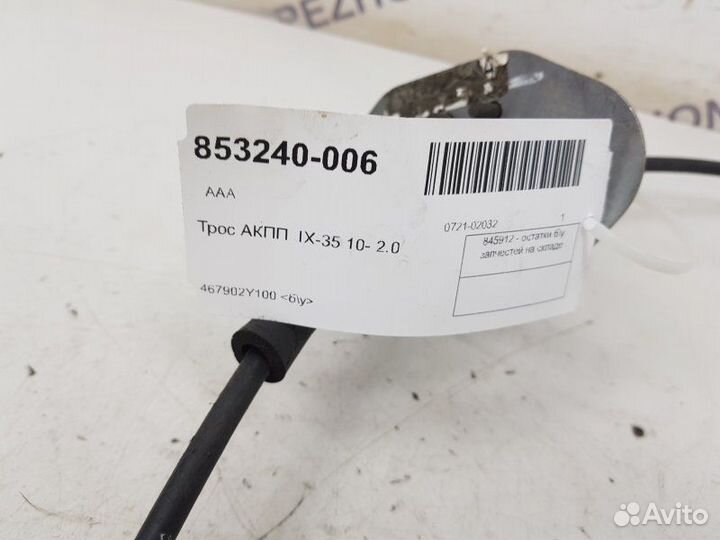 853240-006
AAA
Трос АКПП IX-35 10- 2.0
467902Y100 <б\у>
0721-02032 1
845912 - остатки б\у
запчестей на складе
Avito